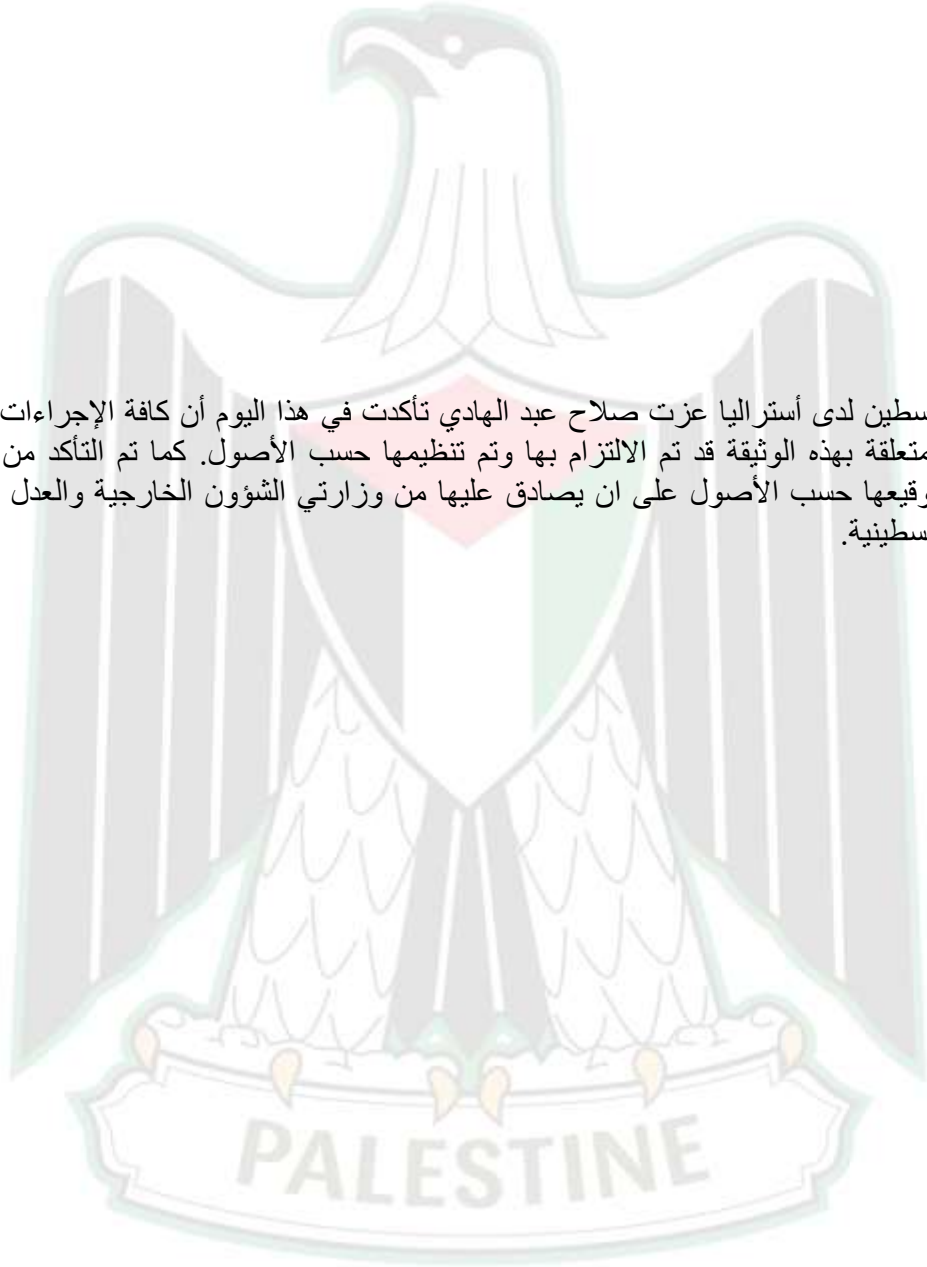 سطين لدى أستراليا عزت صلاح عبد الهادي تأكدت في هذا اليوم أن كافة الإجراءات
متعلقة بهذه الوثيقة قد تم الالتزام بها وتم تنظيمها حسب الأصول. كما تم التأكد من
وقيعها حسب الأصول على ان يصادق عليها من وزارتي الشؤون الخارجية والعدل
سطينية.
PALESTINE